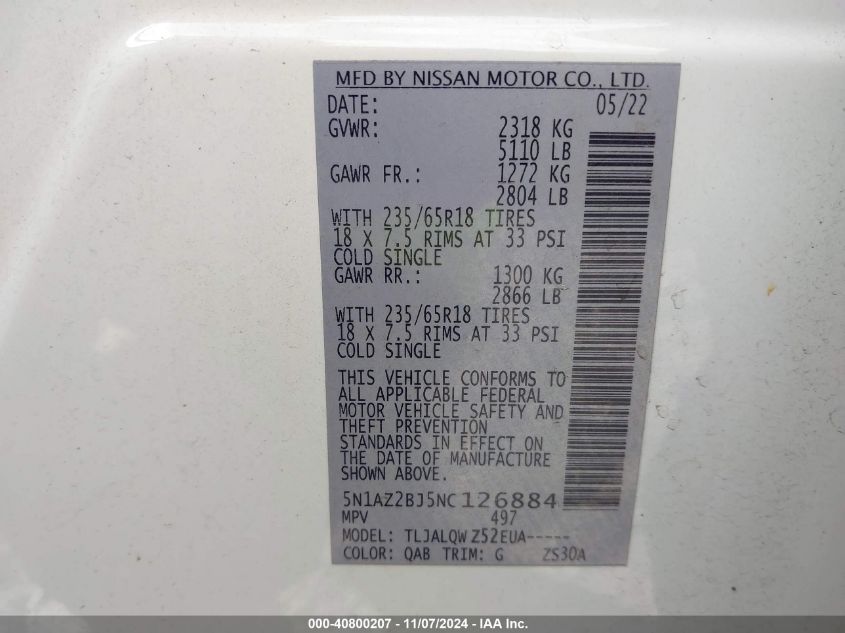 MFD BY NISSAN MOTOR CO., LTD.
DATE: 05/22
GVWR: 2318 KG
5110 LB
GAWR FR.: 1272 KG
2804 LB
WITH 235/65R18 TIRES
18 X 7.5 RIMS AT 33 PSI
COLD SINGLE
GAWR RR.: 1300 KG
2866 LB
WITH 235/65R18 TIRES
18 X 7.5 RIMS AT 33 PSI
COLD SINGLE
THIS VEHICLE CONFORMS TO
ALL APPLICABLE FEDERAL
MOTOR VEHICLE SAFETY AND
THEFT PREVENTION
STANDARDS IN EFFECT ON
THE DATE OF MANUFACTURE
SHOWN ABOVE.
5N1AZ2BJ5NC126884
MPV 497
MODEL: TLJALQWZ52EUA-----
COLOR: QAB TRIM: G ZS30A
000-40800207 - 11/07/2024 - IAA Inc.